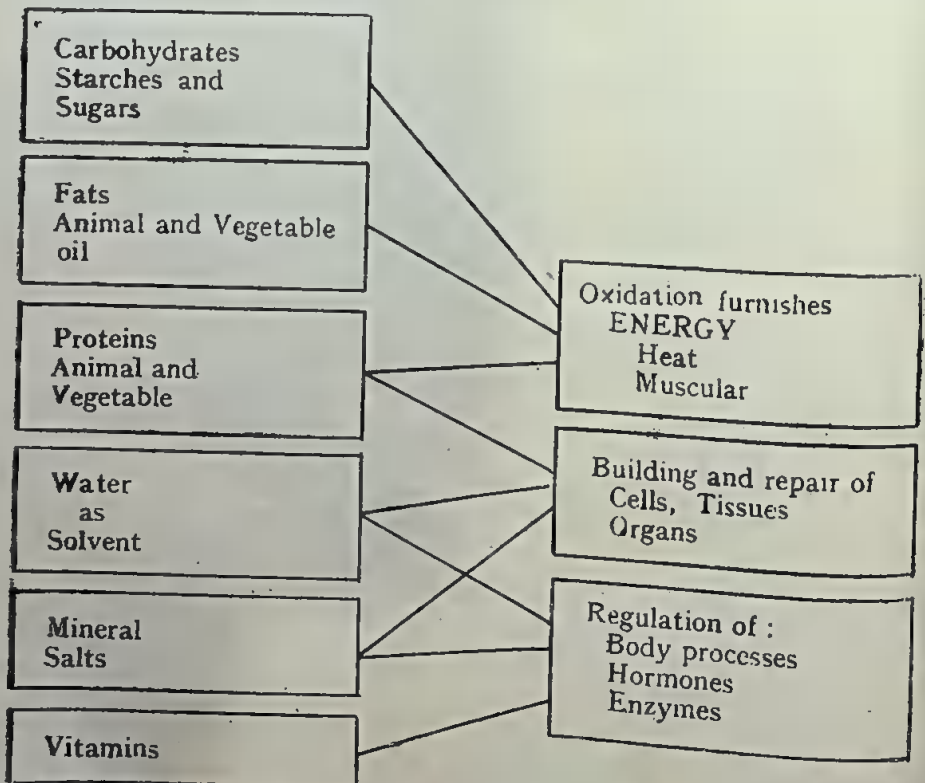 Carbohydrates
Starches and
Sugars
Fats
Animal and Vegetable
oil
Proteins
Animal and
Vegetable
Water
as
Solvent
Mineral
Salts
Vitamins
Oxidation furnishes
ENERGY
Heat
Muscular
Building and repair of
Cells, Tissues
Organs
Regulation of :
Body processes
Hormones
Enzymes